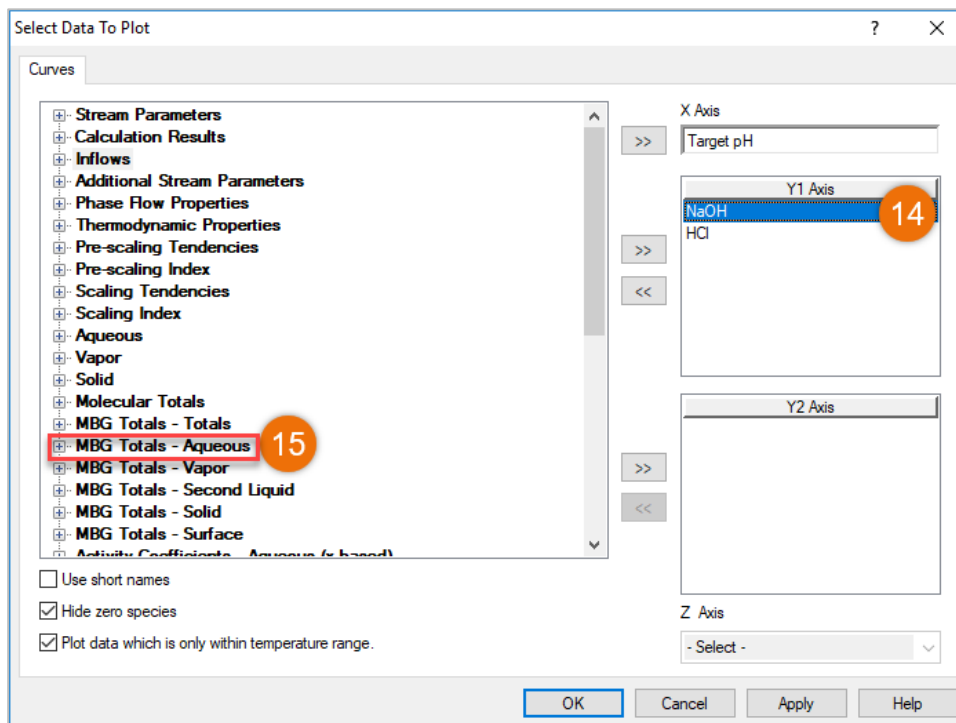 Select Data To Plot
?
Curves
Stream Parameters
Calculation Results
Inflows
Additional Stream Parameters
Phase Flow Properties
Thermodynamic Properties
Pre-scaling Tendencies
Pre-scaling Index
Scaling Tendencies
Scaling Index
Aqueous
Vapor
Solid
Molecular Totals
MBG Totals - Totals
MBG Totals - Aqueous
15
MBG Totals - Vapor
MBG Totals - Second Liquid
MBG Totals - Solid
MBG Totals - Surface
Activity Coefficients - Aqueous (x-based)
Use short names
Hide zero species
Plot data which is only within temperature range.
>>
X Axis
Target pH
>>
<<
Y1 Axis
NaOH
14
HCl
>>
<<
Y2 Axis
Z Axis
- Select -
OK
Cancel
Apply
Help